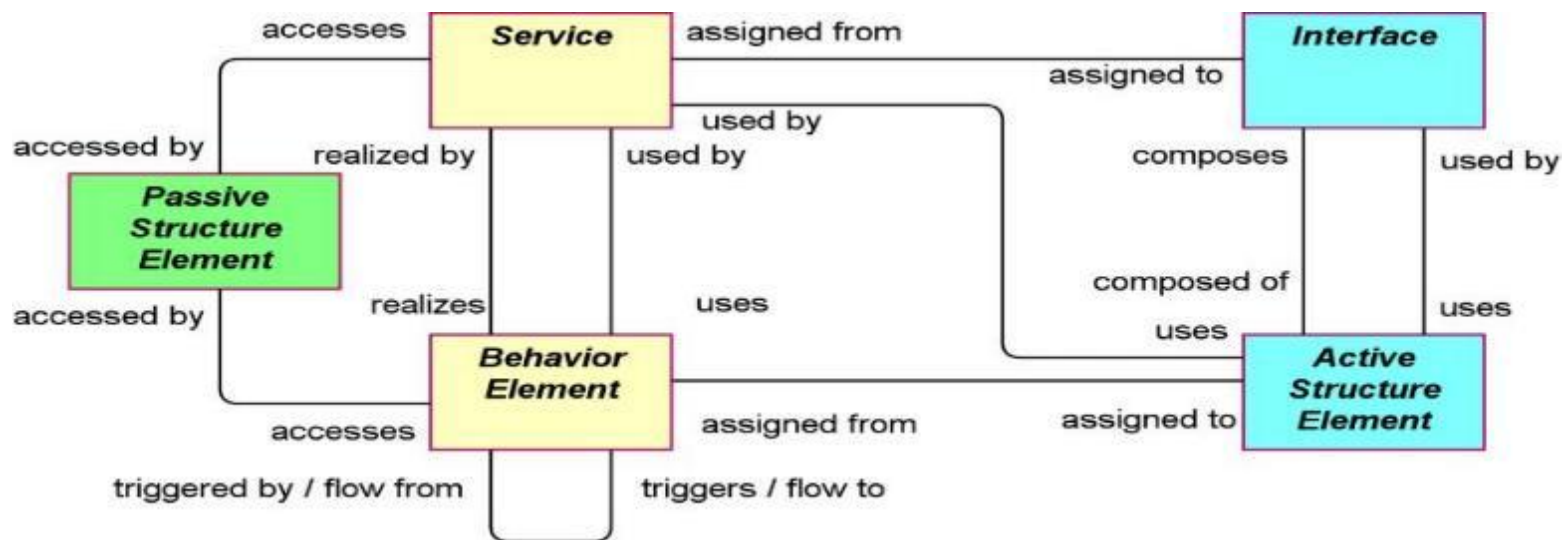 accesses
Service
assigned from
Interface
assigned to
used by
accessed by
realized by
used by
composes
used by
Passive
Structure
Element
composed of
accessed by
realizes
uses
uses
uses
Behavior
Element
Active
Structure
Element
accesses
assigned from
assigned to
triggered by / flow from
triggers / flow to